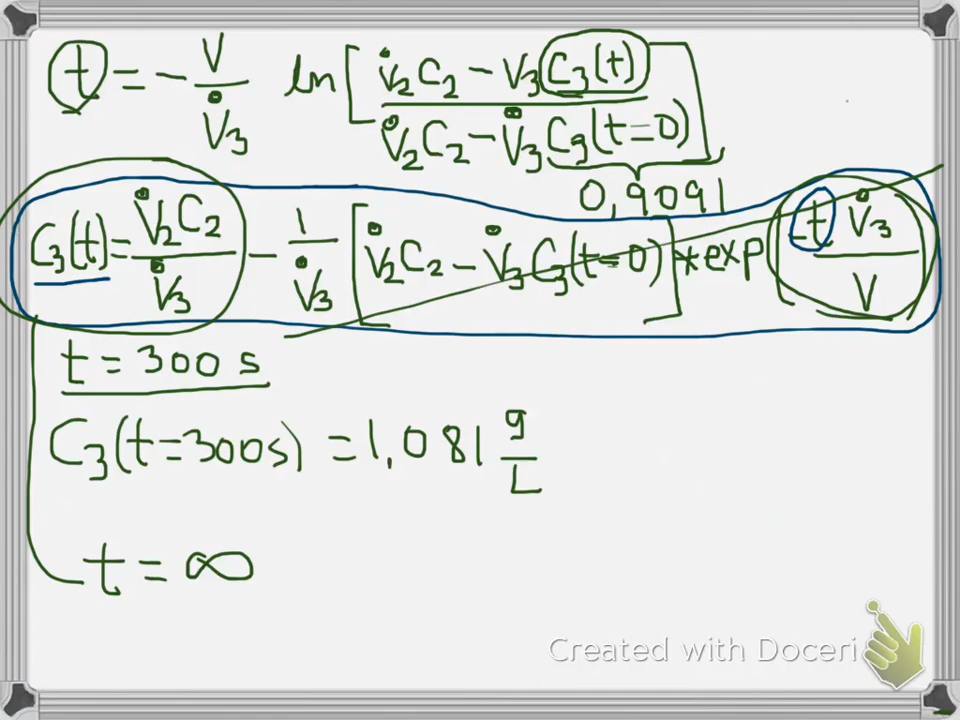 t = - V/V̇₃ ln [ (V̇₂C₂ - V₃C₃(t)) / (V̇₂C₂ - V̇₃C₃(t=0)) ]
0,9091
C₃(t) = V̇₂C₂/V̇₃ - 1/V̇₃ [V̇₂C₂ - V̇₃C₃(t=0)] * exp(-t V̇₃/V)
t = 300 s
C₃(t=300s) = 1,081 g/L
t = ∞
Created with Doceri